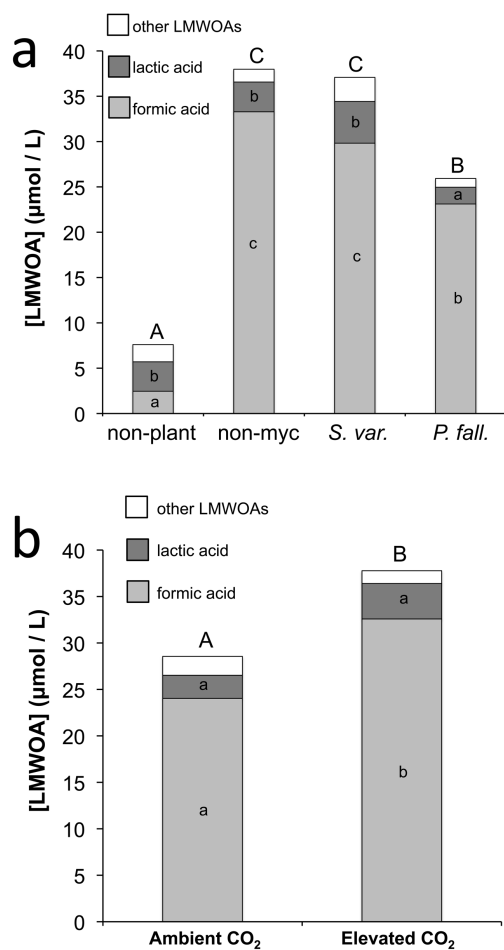 a
other LMWOAs
lactic acid
formic acid
[LMWOA] (µmol / L)
40
35
30
25
20
15
10
5
0
A
b
a
C
b
c
C
b
c
B
a
b
non-plant non-myc S. var. P. fall.
b
other LMWOAs
lactic acid
formic acid
[LMWOA] (µmol / L)
40
35
30
25
20
15
10
5
0
A
a
a
B
a
b
Ambient CO₂ Elevated CO₂